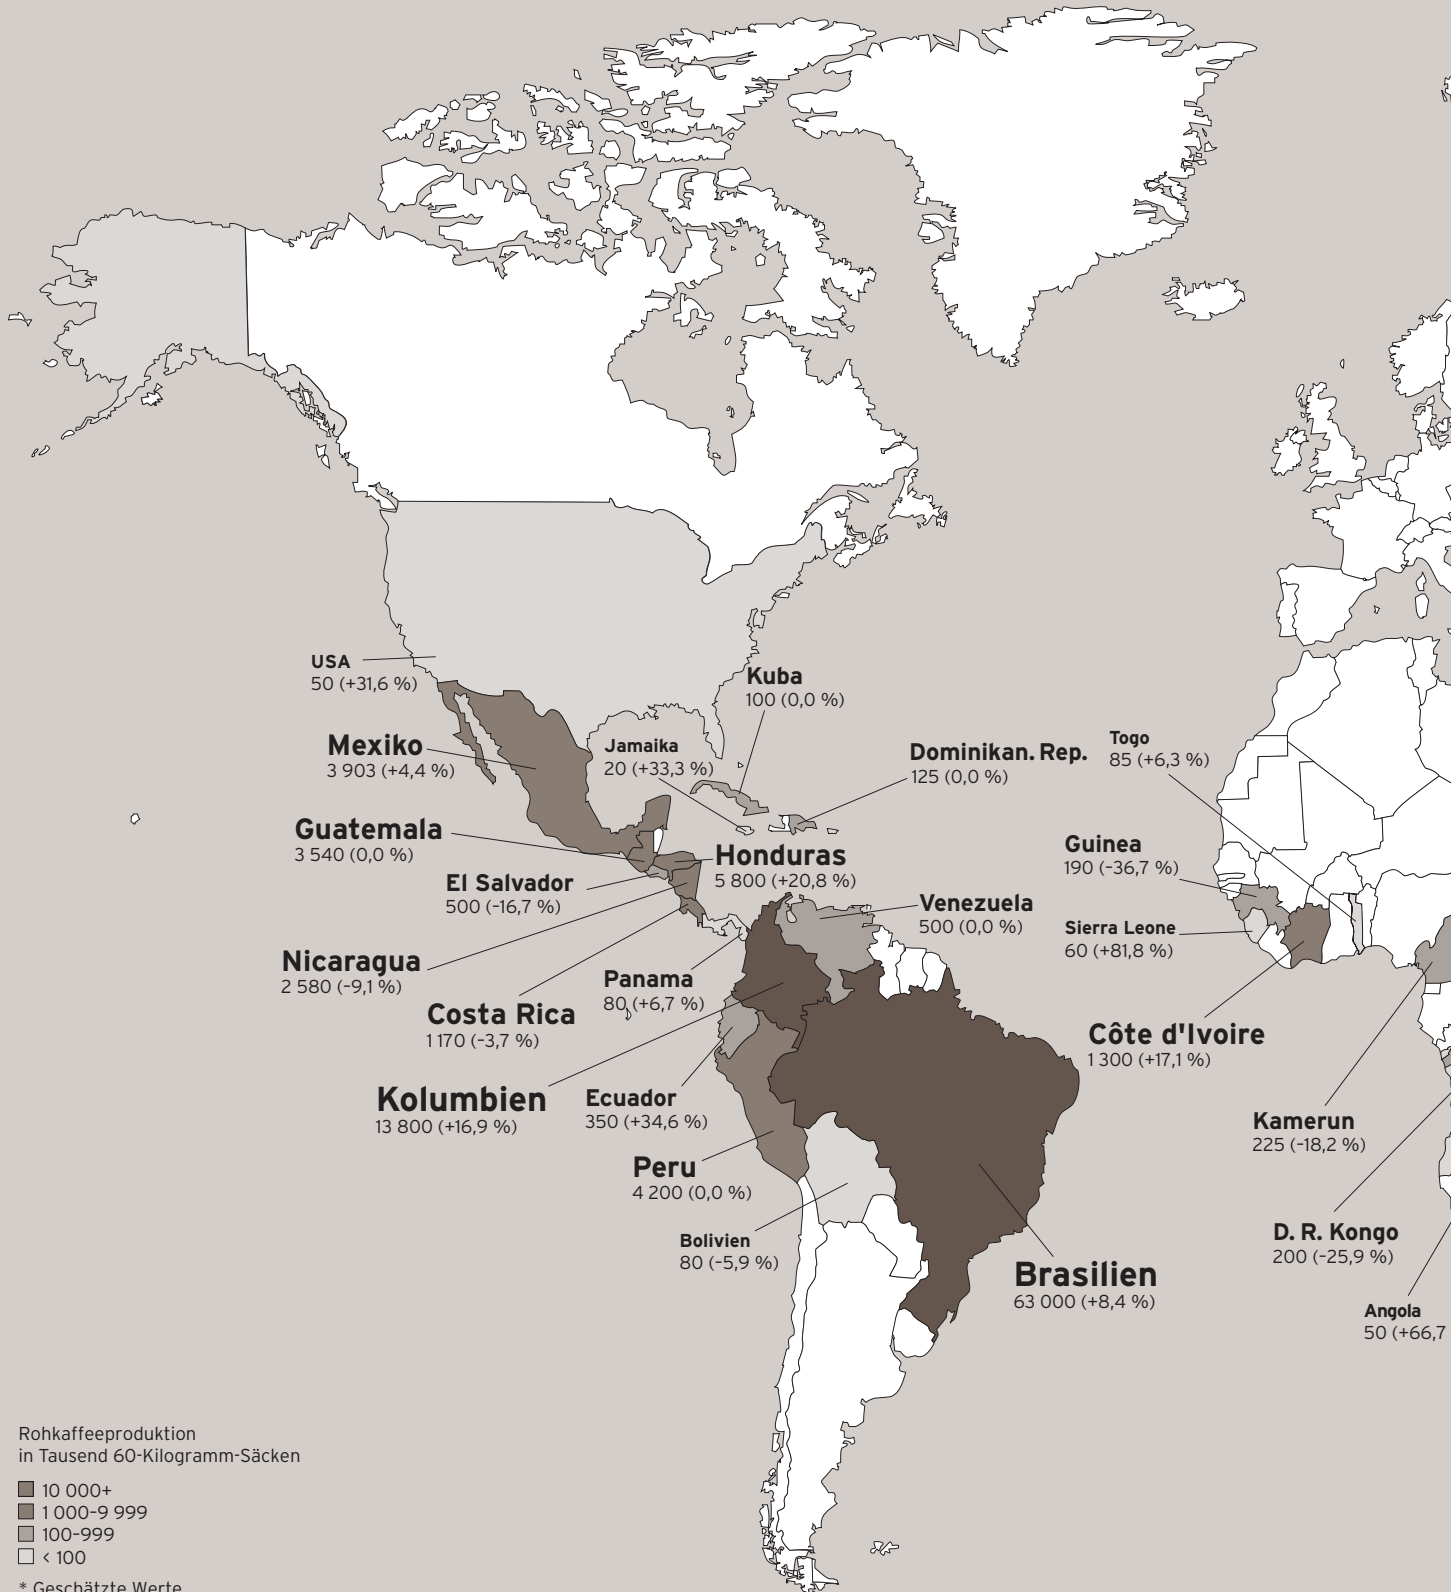 USA
50 (+31,6 %)
Kuba
100 (0,0 %)
Mexiko
3 903 (+4,4 %)
Jamaika
20 (+33,3 %)
Dominikan. Rep.
125 (0,0 %)
Togo
85 (+6,3 %)
Guatemala
3 540 (0,0 %)
Honduras
5 800 (+20,8 %)
Guinea
190 (-36,7 %)
El Salvador
500 (-16,7 %)
Venezuela
500 (0,0 %)
Sierra Leone
60 (+81,8 %)
Nicaragua
2 580 (-9,1 %)
Panama
80 (+6,7 %)
Costa Rica
1 170 (-3,7 %)
Côte d'Ivoire
1 300 (+17,1 %)
Kolumbien
13 800 (+16,9 %)
Ecuador
350 (+34,6 %)
Kamerun
225 (-18,2 %)
Peru
4 200 (0,0 %)
Bolivien
80 (-5,9 %)
D. R. Kongo
200 (-25,9 %)
Brasilien
63 000 (+8,4 %)
Angola
50 (+66,7
Rohkaffeeproduktion
in Tausend 60-Kilogramm-Säcken
10 000+
1 000-9 999
100-999
< 100
* Geschätzte Werte